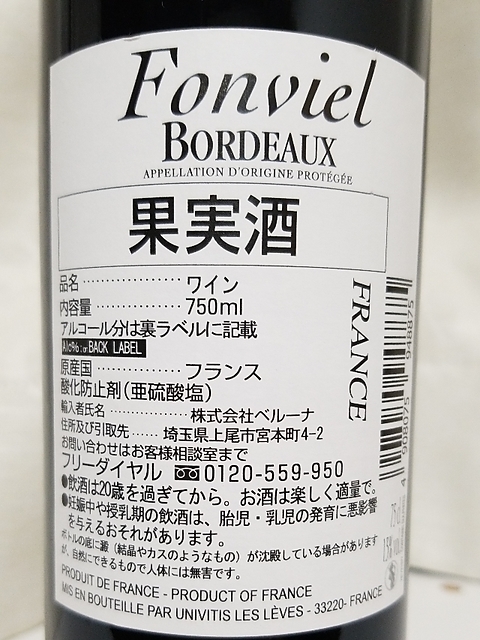 Fonviel
BORDEAUX
APPELLATION D'ORIGINE PROTÉGÉE
果実酒
品名 ワイン
内容量 750ml
アルコール分は裏ラベルに記載
Alc%: or BACK LABEL
原産国 フランス
酸化防止剤(亜硫酸塩)
輸入者氏名 株式会社ベルーナ
住所及び引取先 埼玉県上尾市宮本町4-2
お問い合わせはお客様相談室まで
フリーダイヤル 0120-559-950
●飲酒は20歳を過ぎてから。お酒は楽しく適量で。
●妊娠中や授乳期の飲酒は、胎児・乳児の発育に悪影響
を与えるおそれがあります。
ボトルの底に澱(結晶やカスのようなもの)が沈殿している場合があります
が、自然にできるもので人体には無害です。
PRODUIT DE FRANCE - PRODUCT OF FRANCE
MIS EN BOUTEILLE PAR UNIVITIS LES LÈVES - 33220- FRANCE
FRANCE
4 908075 948875